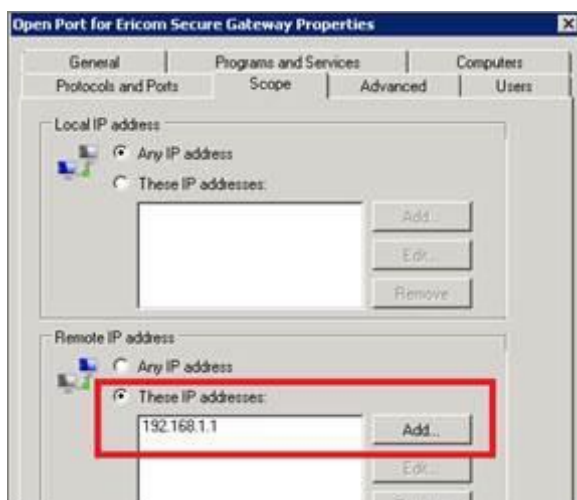 Open Port for Ericom Secure Gateway Properties
General Programs and Services Computers
Protocols and Ports Scope Advanced Users
Local IP address
Any IP address
These IP addresses:
Add...
Edit...
Remove
Remote IP address
Any IP address
These IP addresses:
192.168.1.1
Add...
Edit...